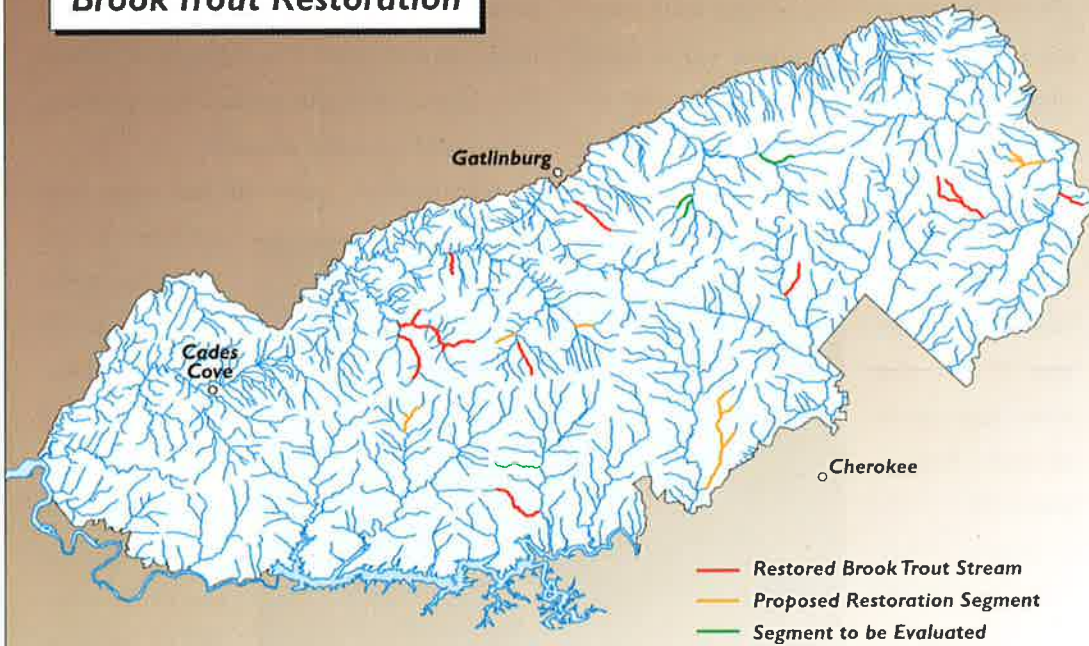 Brook Trout Restoration
Gatlinburg
Cades
Cove
Cherokee
Restored Brook Trout Stream
Proposed Restoration Segment
Segment to be Evaluated